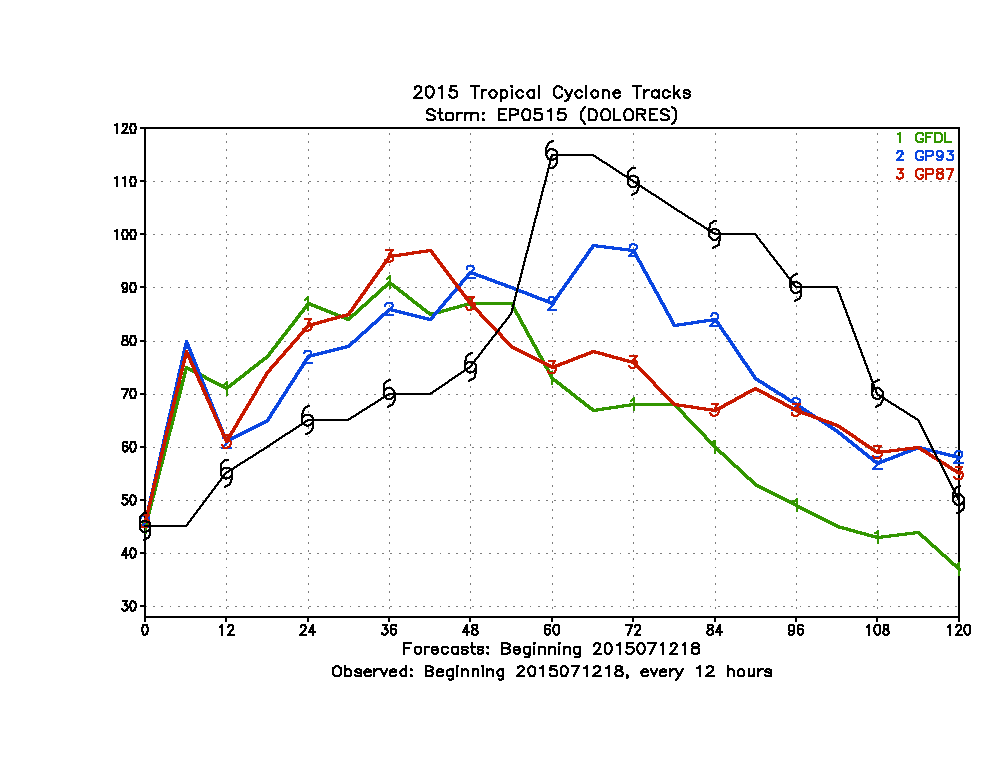 2015 Tropical Cyclone Tracks
Storm: EP0515 (DOLORES)
1 GFDL
2 GP93
3 GP87
120
110
100
90
80
70
60
50
40
30
0 12 24 36 48 60 72 84 96 108 120
Forecasts: Beginning 2015071218
Observed: Beginning 2015071218, every 12 hours